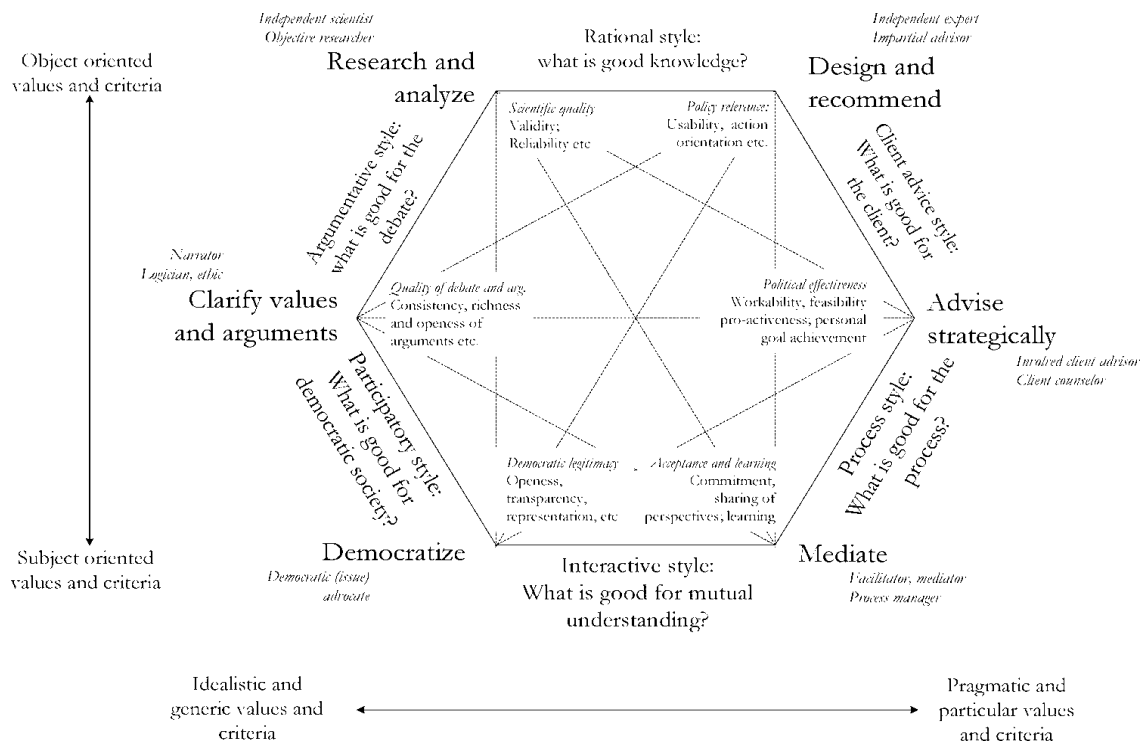 Independent scientist
Objective researcher
Research and
analyze
Rational style:
what is good knowledge?
Independent expert
Impartial advisor
Design and
recommend
Object oriented
values and criteria
Scientific quality
Validity;
Reliability etc
Policy relevance:
Usability, action
orientation etc.
Argumentative style:
what is good for the
debate?
Client advice style:
What is good for
the client?
Narrator
Logician, ethic
Clarify values
and arguments
Quality of debate and arg.
Consistency, richness
and openess of
arguments etc.
Political effectiveness
Workability, feasibility
pro-activeness; personal
goal achievement
Advise
strategically
Involved client advisor
Client counselor
Participatory style:
What is good for
democratic society?
Process style:
What is good for the
process?
Democratic legitimacy
Openess,
transparency,
representation, etc
Acceptance and learning
Commitment,
sharing of
perspectives; learning
Subject oriented
values and criteria
Democratize
Democratic (issue)
advocate
Interactive style:
What is good for mutual
understanding?
Mediate
Facilitator, mediator
Process manager
Idealistic and
generic values and
criteria
Pragmatic and
particular values
and criteria